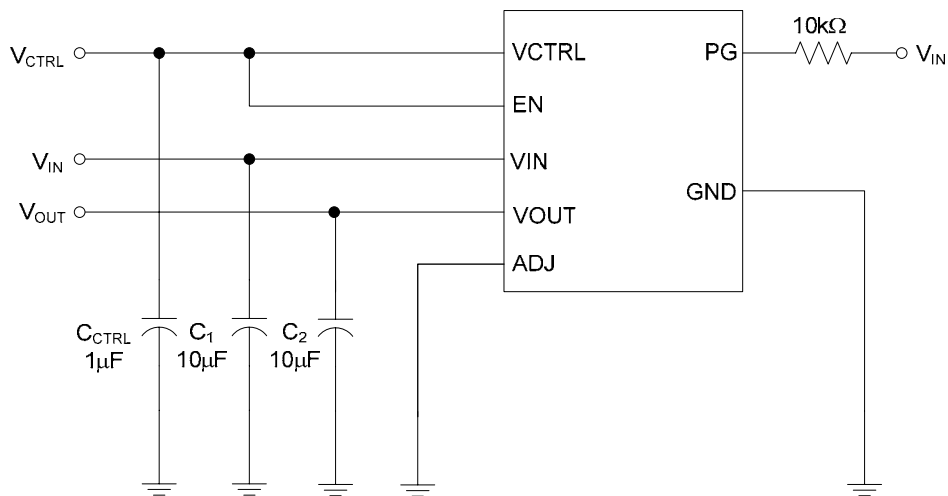 VCTRL
VCTRL
PG
10kΩ
VIN
EN
VIN
VIN
GND
VOUT
VOUT
ADJ
CCTRL
1μF
C1
10μF
C2
10μF